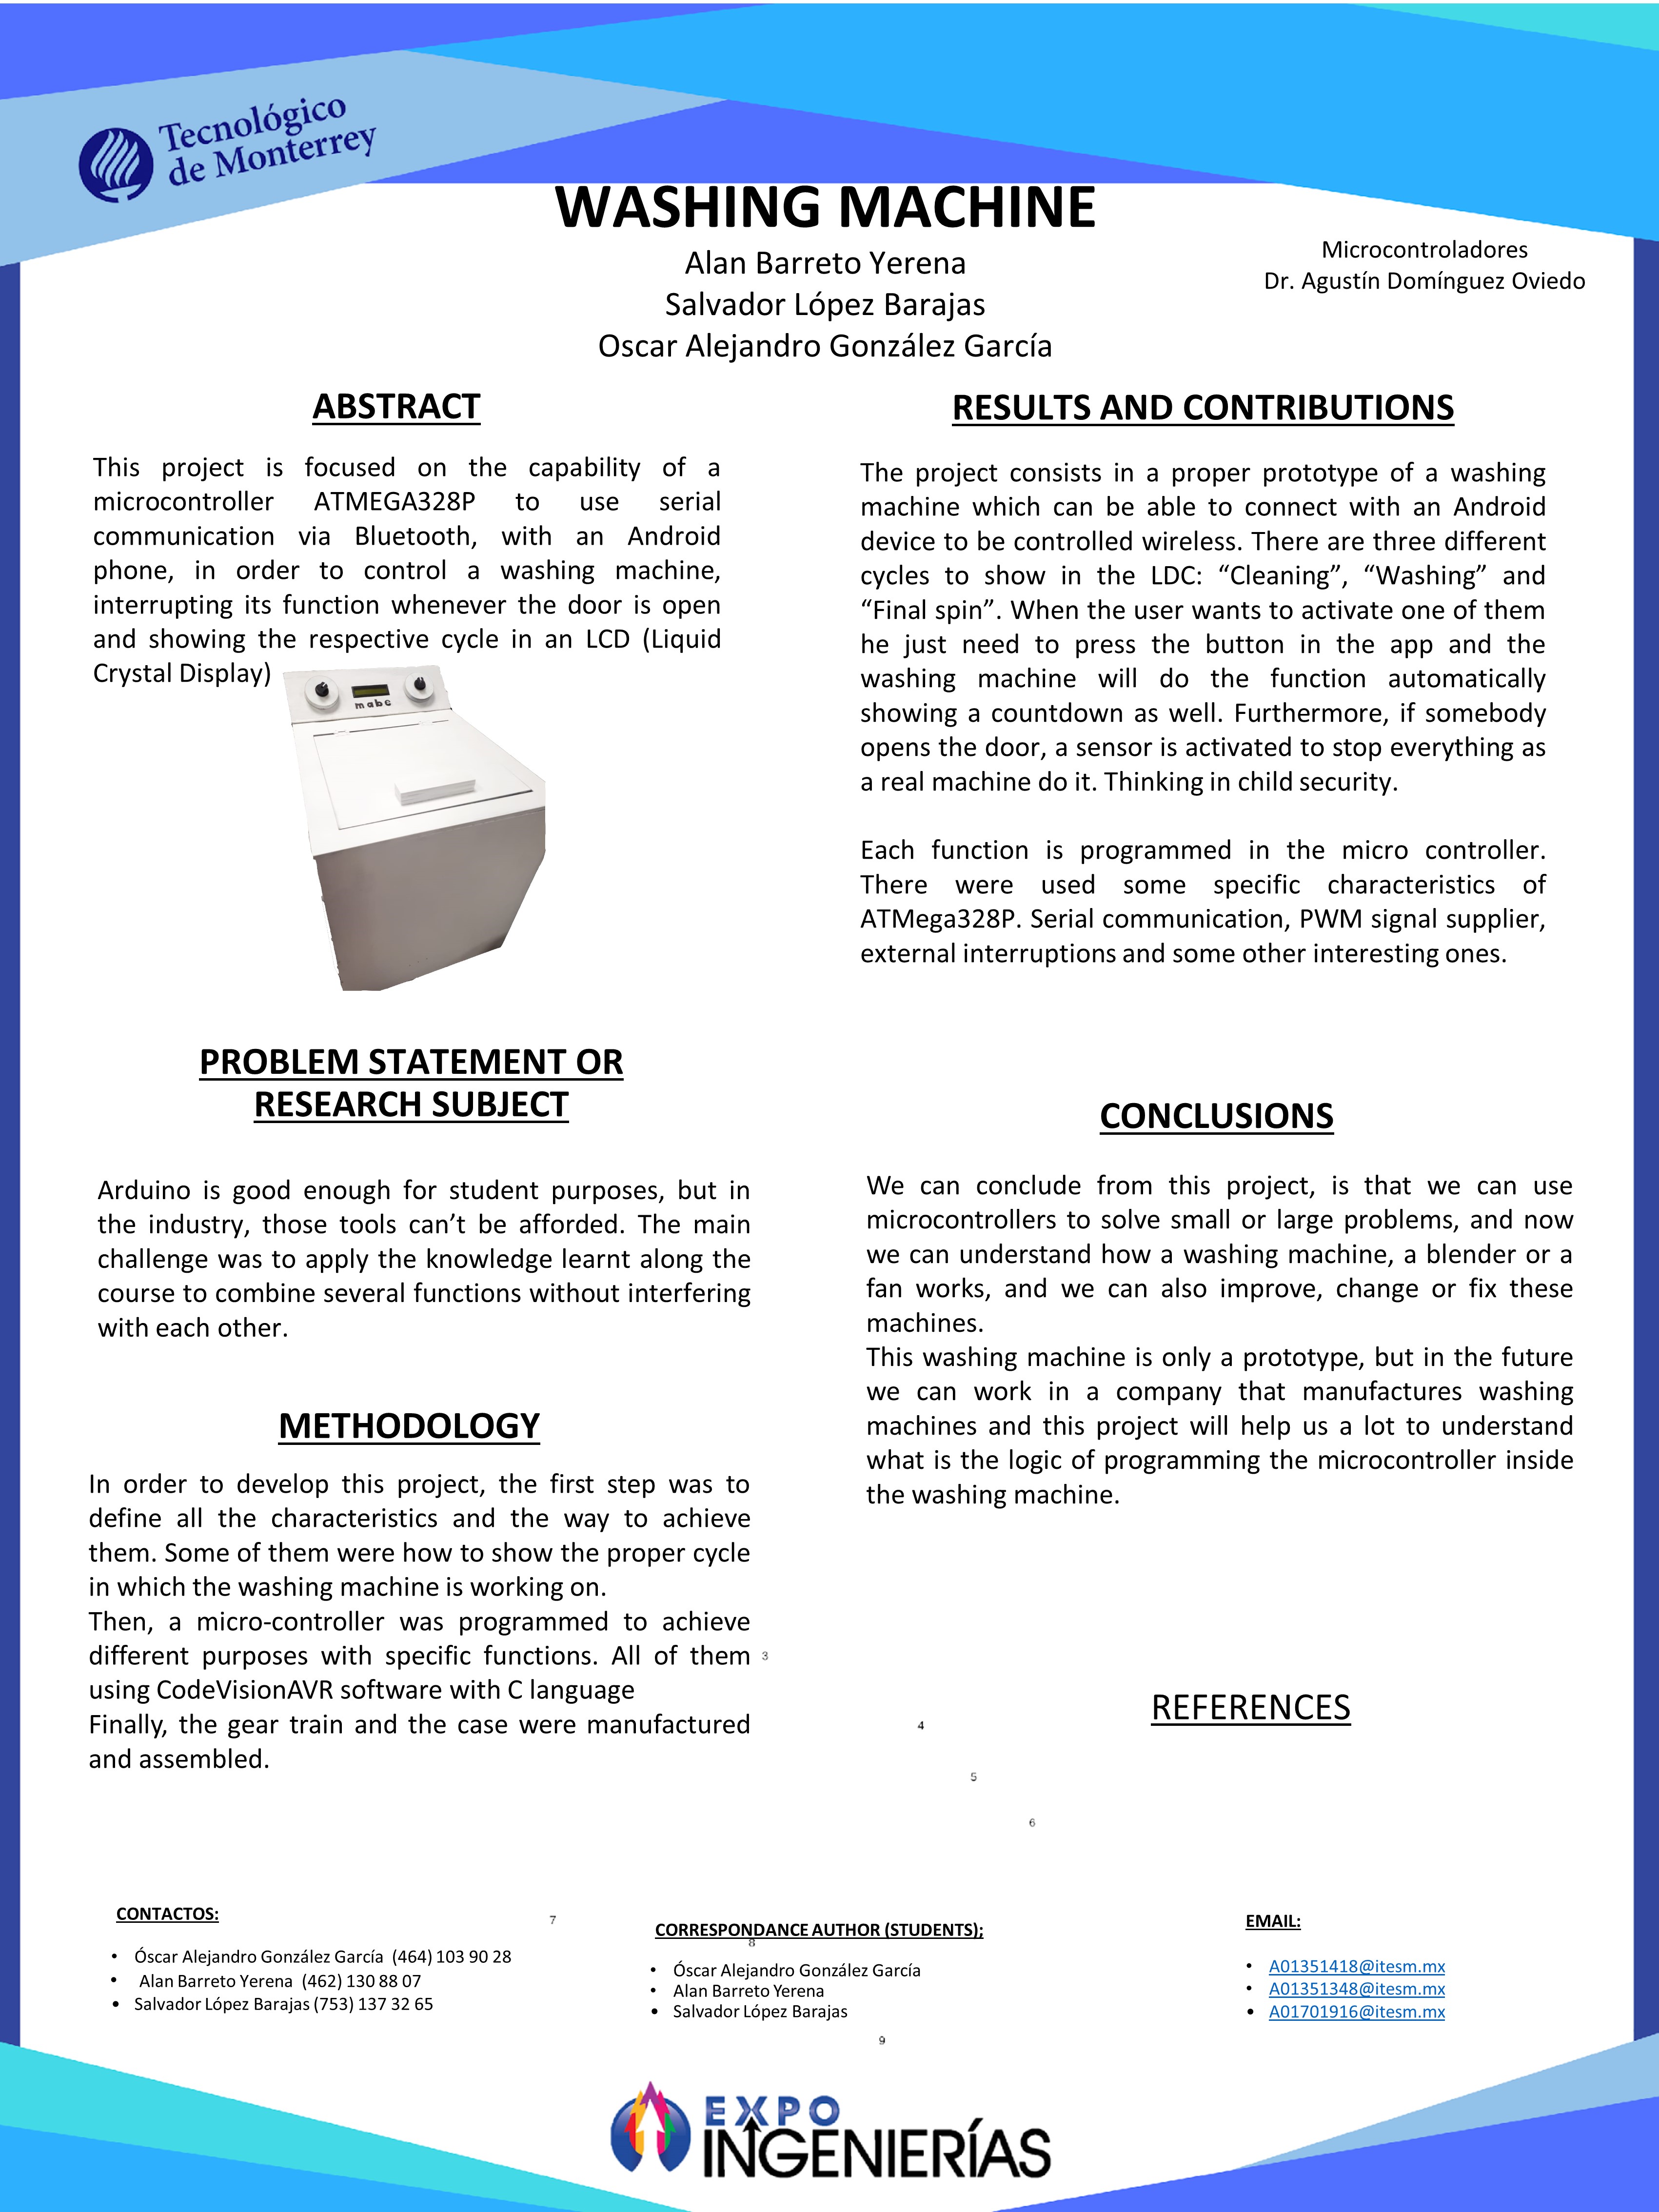 Tecnológico
de Monterrey
WASHING MACHINE
Alan Barreto Yerena
Salvador López Barajas
Oscar Alejandro González García
Microcontroladores
Dr. Agustín Domínguez Oviedo
ABSTRACT
This project is focused on the capability of a
microcontroller ATMEGA328P to use serial
communication via Bluetooth, with an Android
phone, in order to control a washing machine,
interrupting its function whenever the door is open
and showing the respective cycle in an LCD (Liquid
Crystal Display)
mabc
PROBLEM STATEMENT OR
RESEARCH SUBJECT
Arduino is good enough for student purposes, but in
the industry, those tools can’t be afforded. The main
challenge was to apply the knowledge learnt along the
course to combine several functions without interfering
with each other.
METHODOLOGY
In order to develop this project, the first step was to
define all the characteristics and the way to achieve
them. Some of them were how to show the proper cycle
in which the washing machine is working on.
Then, a micro-controller was programmed to achieve
different purposes with specific functions. All of them
using CodeVisionAVR software with C language
Finally, the gear train and the case were manufactured
and assembled.
RESULTS AND CONTRIBUTIONS
The project consists in a proper prototype of a washing
machine which can be able to connect with an Android
device to be controlled wireless. There are three different
cycles to show in the LDC: “Cleaning”, “Washing” and
“Final spin”. When the user wants to activate one of them
he just need to press the button in the app and the
washing machine will do the function automatically
showing a countdown as well. Furthermore, if somebody
opens the door, a sensor is activated to stop everything as
a real machine do it. Thinking in child security.
Each function is programmed in the micro controller.
There were used some specific characteristics of
ATMega328P. Serial communication, PWM signal supplier,
external interruptions and some other interesting ones.
CONCLUSIONS
We can conclude from this project, is that we can use
microcontrollers to solve small or large problems, and now
we can understand how a washing machine, a blender or a
fan works, and we can also improve, change or fix these
machines.
This washing machine is only a prototype, but in the future
we can work in a company that manufactures washing
machines and this project will help us a lot to understand
what is the logic of programming the microcontroller inside
the washing machine.
3
REFERENCES
4
5
6
CONTACTOS:
• Óscar Alejandro González García (464) 103 90 28
• Alan Barreto Yerena (462) 130 88 07
• Salvador López Barajas (753) 137 32 65
7
CORRESPONDANCE AUTHOR (STUDENTS);
8
• Óscar Alejandro González García
• Alan Barreto Yerena
• Salvador López Barajas
EMAIL:
• A01351418@itesm.mx
• A01351348@itesm.mx
• A01701916@itesm.mx
9
EXPO
INGENIERÍAS